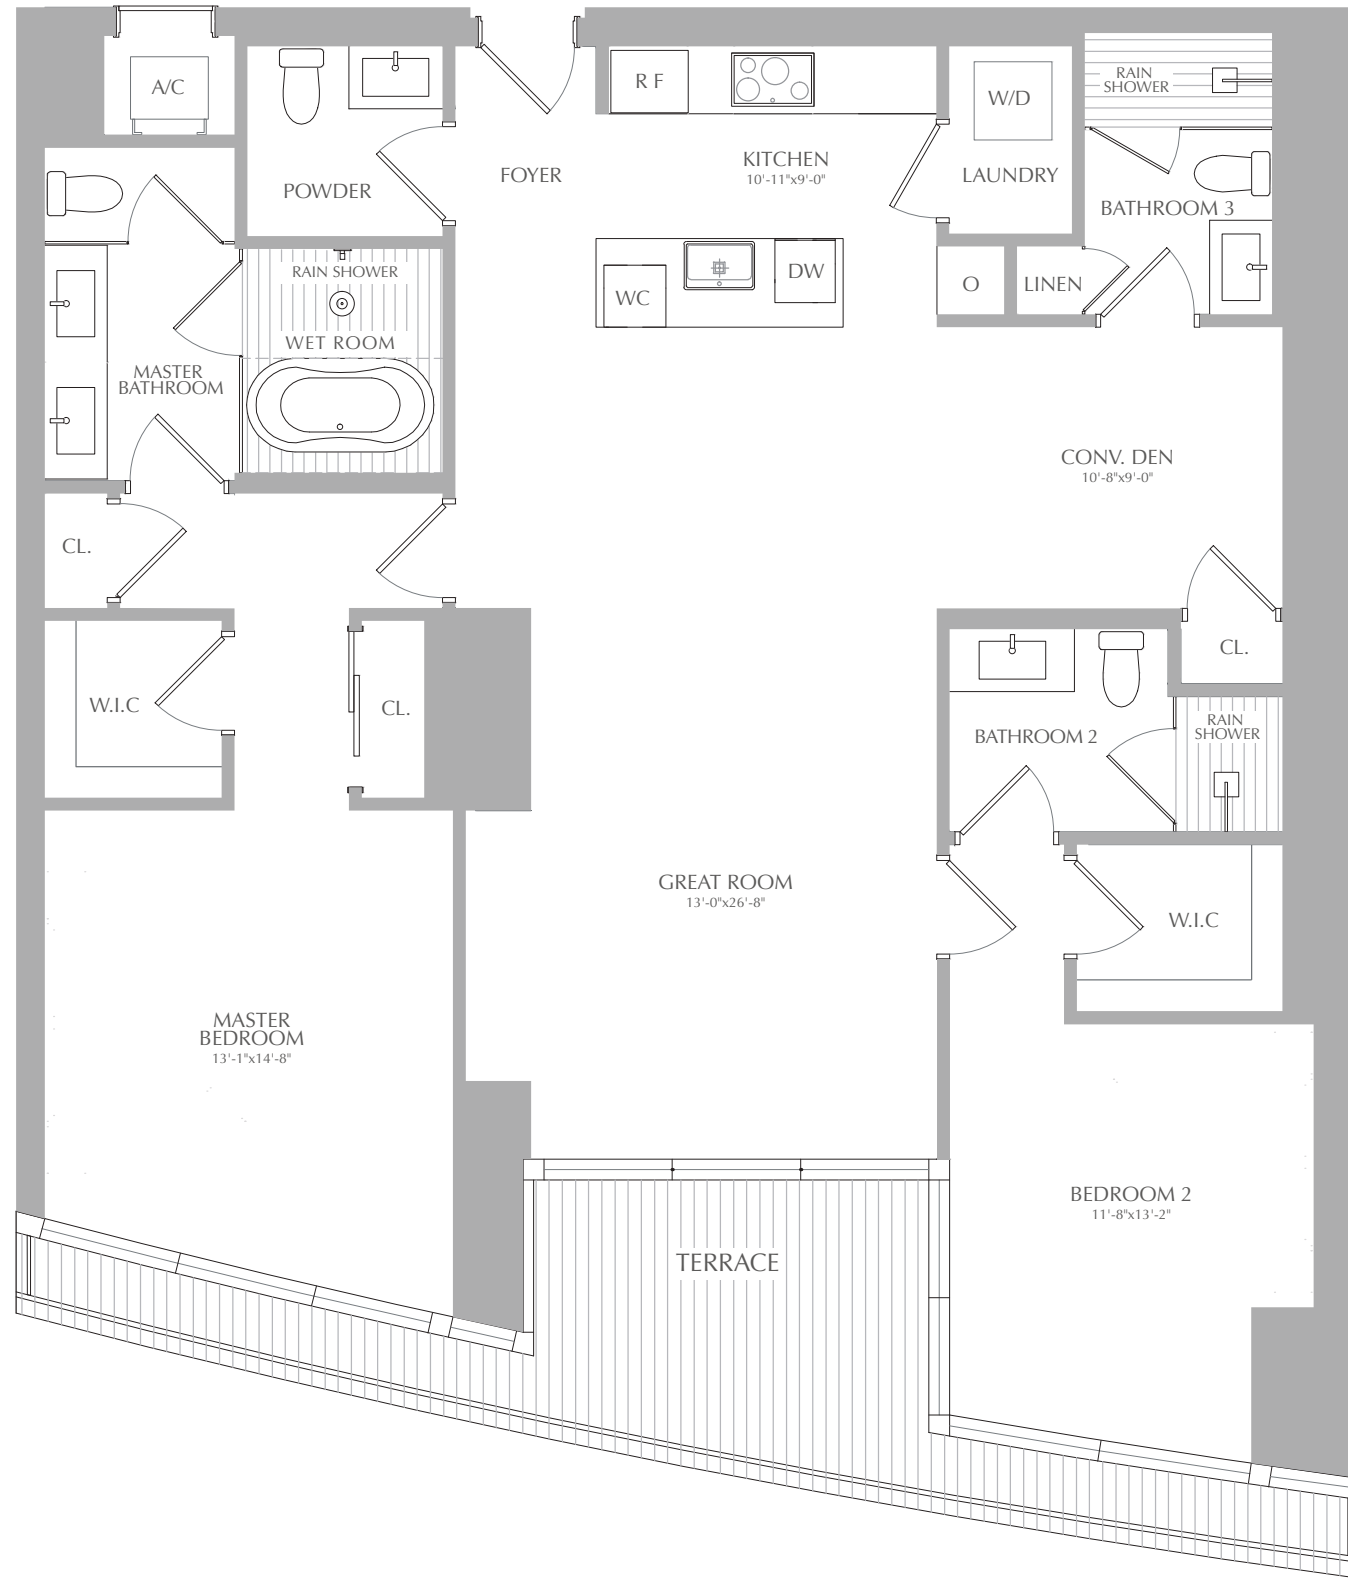 A/C
R F
W/D
RAIN
SHOWER
POWDER
FOYER
KITCHEN
10'-11"x9'-0"
LAUNDRY
BATHROOM 3
RAIN SHOWER
WET ROOM
WC
DW
O
LINEN
MASTER
BATHROOM
CONV. DEN
10'-8"x9'-0"
CL.
W.I.C
CL.
CL.
BATHROOM 2
RAIN
SHOWER
GREAT ROOM
13'-0"x26'-8"
W.I.C
MASTER
BEDROOM
13'-1"x14'-8"
BEDROOM 2
11'-8"x13'-2"
TERRACE